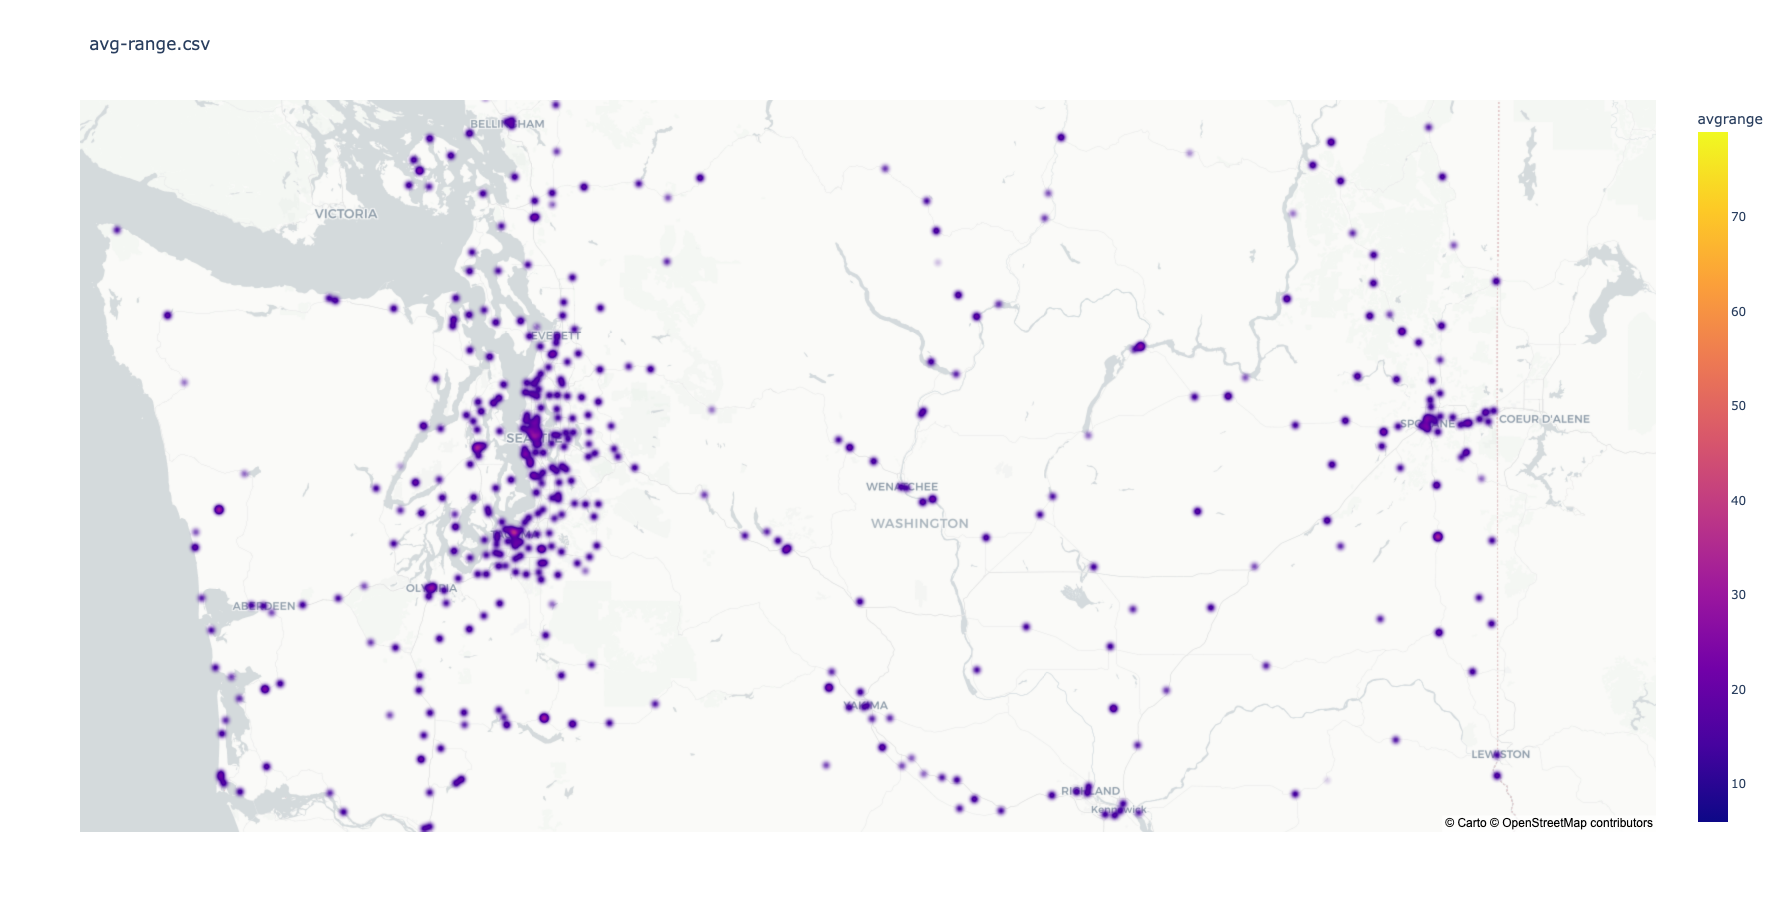 avg-range.csv
BELLINGHAM
avgrange
VICTORIA
70
60
EVERETT
50
COEUR D'ALENE
SPOKANE
SEATTLE
40
WENATCHEE
WASHINGTON
30
OLYMPIA
ABERDEEN
20
YAKIMA
LEWISTON
10
RICHLAND
Kennewick
© Carto © OpenStreetMap contributors